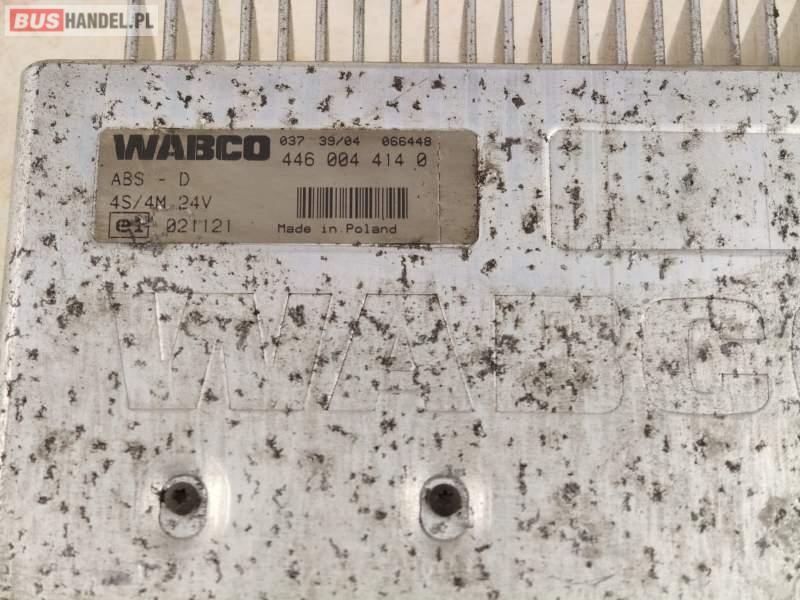 BUSHANDEL.PL
WABCO 037 39/04 066448
446 004 414 0
ABS - D
4S/4M 24V
e1 021121
Made in Poland
WABCO